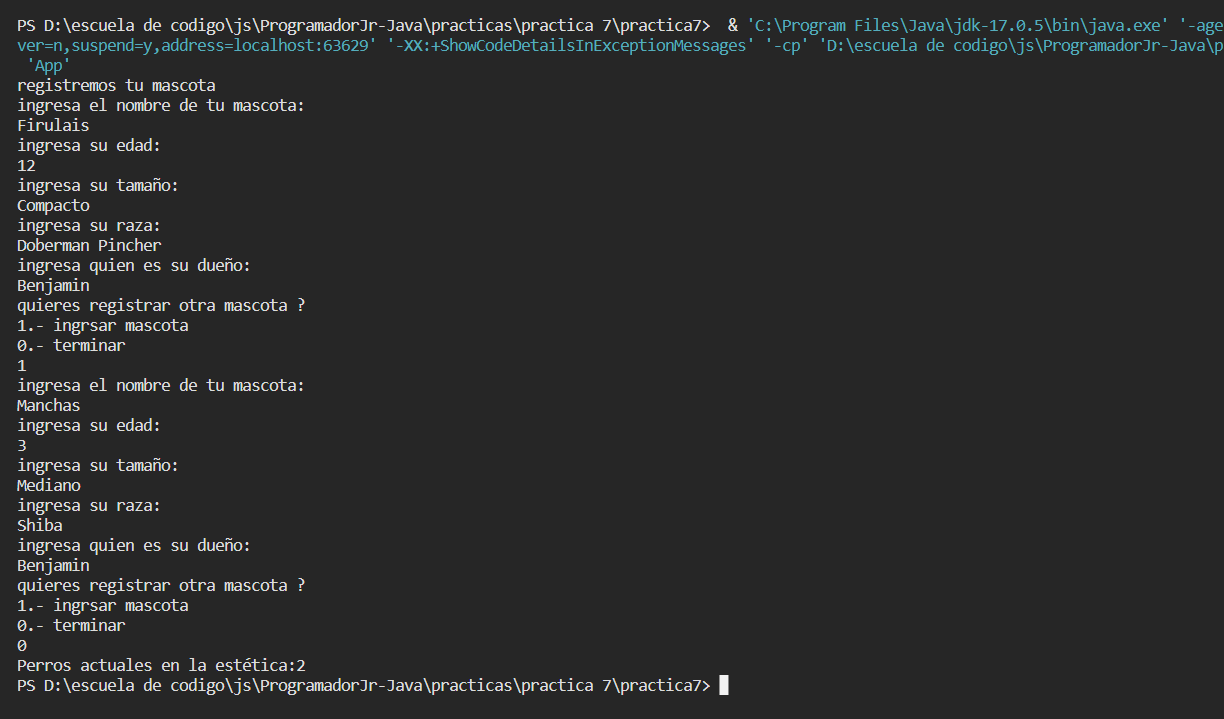 PS D:\escuela de codigo\js\ProgramadorJr-Java\practicas\practica 7\practica7>  & 'C:\Program Files\Java\jdk-17.0.5\bin\java.exe' '-age
ver=n,suspend=y,address=localhost:63629' '-XX:+ShowCodeDetailsInExceptionMessages' '-cp' 'D:\escuela de codigo\js\ProgramadorJr-Java\p
'App'
registremos tu mascota
ingresa el nombre de tu mascota:
Firulais
ingresa su edad:
12
ingresa su tamaño:
Compacto
ingresa su raza:
Doberman Pincher
ingresa quien es su dueño:
Benjamin
quieres registrar otra mascota ?
1.- ingrsar mascota
0.- terminar
1
ingresa el nombre de tu mascota:
Manchas
ingresa su edad:
3
ingresa su tamaño:
Mediano
ingresa su raza:
Shiba
ingresa quien es su dueño:
Benjamin
quieres registrar otra mascota ?
1.- ingrsar mascota
0.- terminar
0
Perros actuales en la estética:2
PS D:\escuela de codigo\js\ProgramadorJr-Java\practicas\practica 7\practica7>